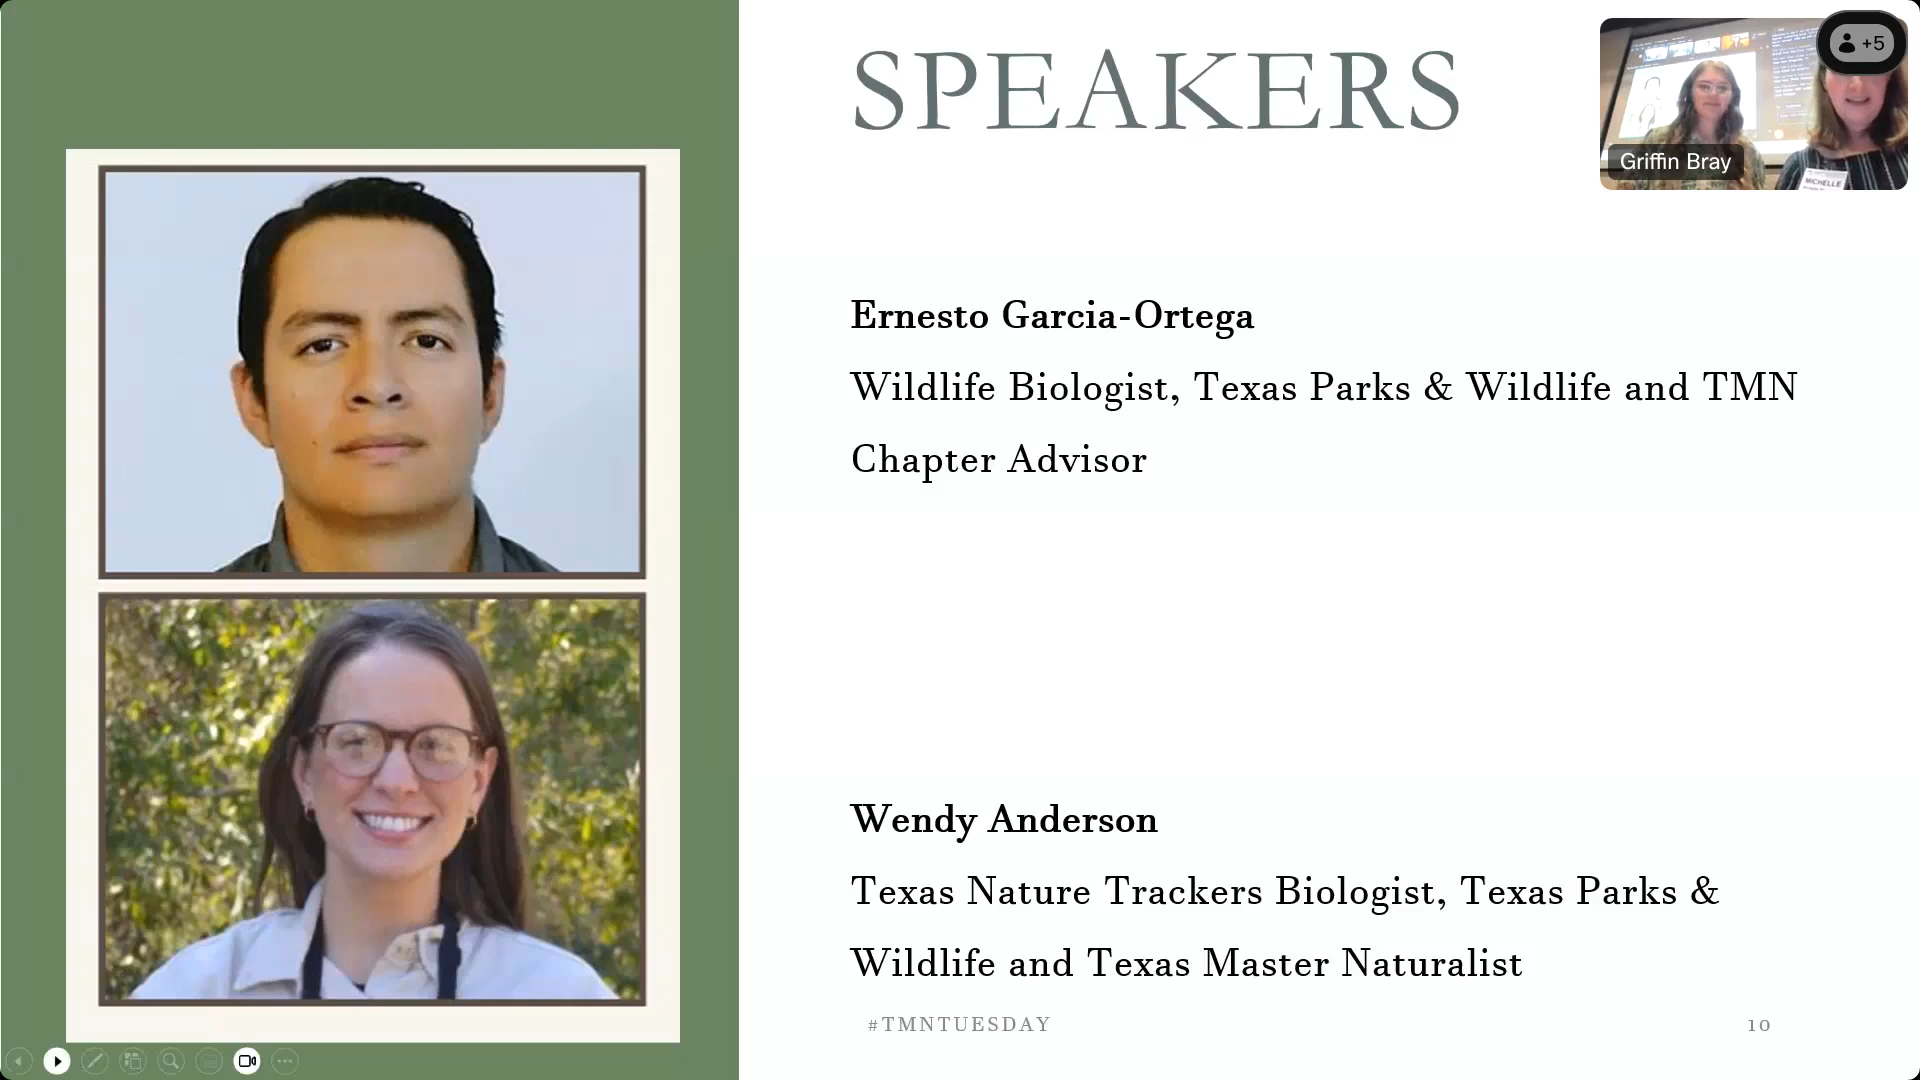 SPEAKERS
+5
Griffin Bray
MICHELLE
Ernesto Garcia-Ortega
Wildlife Biologist, Texas Parks & Wildlife and TMN
Chapter Advisor
Wendy Anderson
Texas Nature Trackers Biologist, Texas Parks &
Wildlife and Texas Master Naturalist
#TMNTUESDAY
10